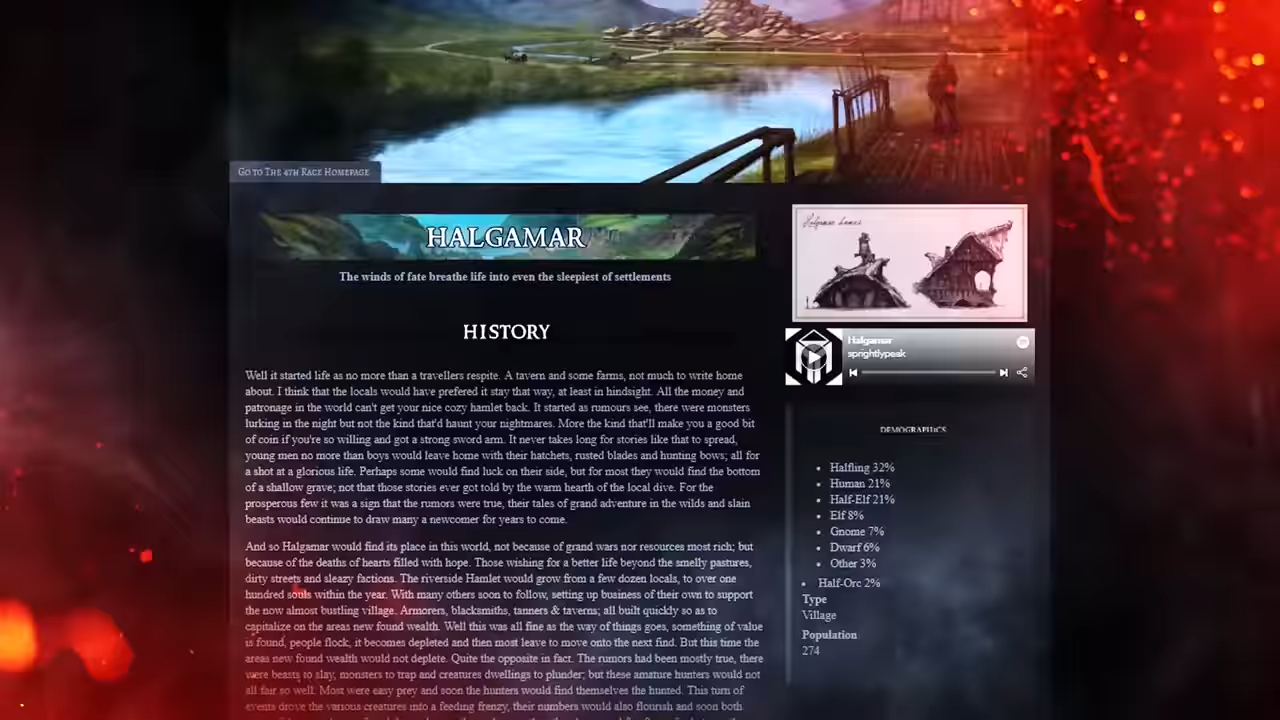 Go to The 4th Race Homepage
HALGAMAR
The winds of fate breathe life into even the sleepiest of settlements
HISTORY
Well it started life as no more than a travellers respite. A tavern and some farms, not much to write home
about. I think that the locals would have prefered it stay that way, at least in hindsight. All the money and
patronage in the world can't get your nice cozy hamlet back. It started as rumours see, there were monsters
lurking in the night but not the kind that'd haunt your nightmares. More the kind that'll make you a good bit
of coin if you're so willing and got a strong sword arm. It never takes long for stories like that to spread,
young men no more than boys would leave home with their hatchets, rusted blades and hunting bows; all for
a shot at a glorious life. Perhaps some would find luck on their side, but for most they would find the bottom
of a shallow grave; not that those stories ever got told by the warm hearth of the local dive. For the
prosperous few it was a sign that the rumors were true, their tales of grand adventure in the wilds and slain
beasts would continue to draw many a newcomer for years to come.
And so Halgamar would find its place in this world, not because of grand wars nor resources most rich; but
because of the deaths of hearts filled with hope. Those wishing for a better life beyond the smelly pastures,
dirty streets and sleazy factions. The riverside Hamlet would grow from a few dozen locals, to over one
hundred souls within the year. With many others soon to follow, setting up business of their own to support
the now almost bustling village. Armorers, blacksmiths, tanners & taverns; all built quickly so as to
capitalize on the areas new found wealth. Well this was all fine as the way of things goes, something of value
is found, people flock, it becomes depleted and then most leave to move onto the next find. But this time the
areas new found wealth would not deplete. Quite the opposite in fact. The rumors had been mostly true, there
were beasts to slay, monsters to trap and creatures dwellings to plunder; but these amature hunters would not
all fair so well. Most were easy prey and soon the hunters would find themselves the hunted. This turn of
events drove the various creatures into a feeding frenzy, their numbers would also flourish and soon both
Halgamar homes
Halgamar
sprightlypeak
DEMOGRAPHICS
Halfling 32%
Human 21%
Half-Elf 21%
Elf 8%
Gnome 7%
Dwarf 6%
Other 3%
Half-Orc 2%
Type
Village
Population
274